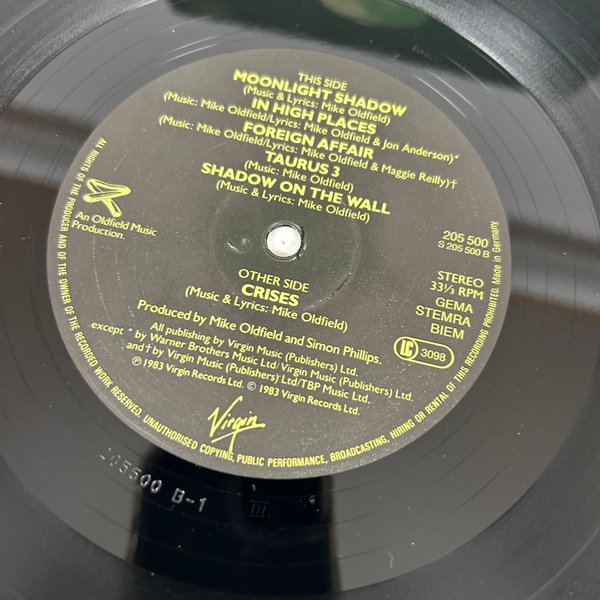 THIS SIDE
MOONLIGHT SHADOW
(Music & Lyrics: Mike Oldfield)
IN HIGH PLACES
(Music: Mike Oldfield/Lyrics: Mike Oldfield & Jon Anderson)*
FOREIGN AFFAIR
(Music: Mike Oldfield/Lyrics: Mike Oldfield & Maggie Reilly)†
TAURUS 3
(Music: Mike Oldfield)
SHADOW ON THE WALL
(Music & Lyrics: Mike Oldfield)
An Oldfield Music
Production.
205 500
S 205 500 B
STEREO
33⅓ RPM
GEMA
STEMRA
BIEM
LC 3098
OTHER SIDE
CRISES
(Music & Lyrics: Mike Oldfield)
Produced by Mike Oldfield and Simon Phillips.
All publishing by Virgin Music (Publishers) Ltd.
except * by Warner Brothers Music Ltd/Virgin Music (Publishers) Ltd.
and † by Virgin Music (Publishers) Ltd/TBP Music Ltd.
℗ 1983 Virgin Records Ltd. © 1983 Virgin Records Ltd.
Virgin
ALL RIGHTS OF THE PRODUCER AND OF THE OWNER OF THE RECORDED WORK RESERVED. UNAUTHORISED COPYING, PUBLIC PERFORMANCE, BROADCASTING, HIRING OR RENTAL OF THIS RECORDING PROHIBITED. Made in Germany
205500 B-1
III